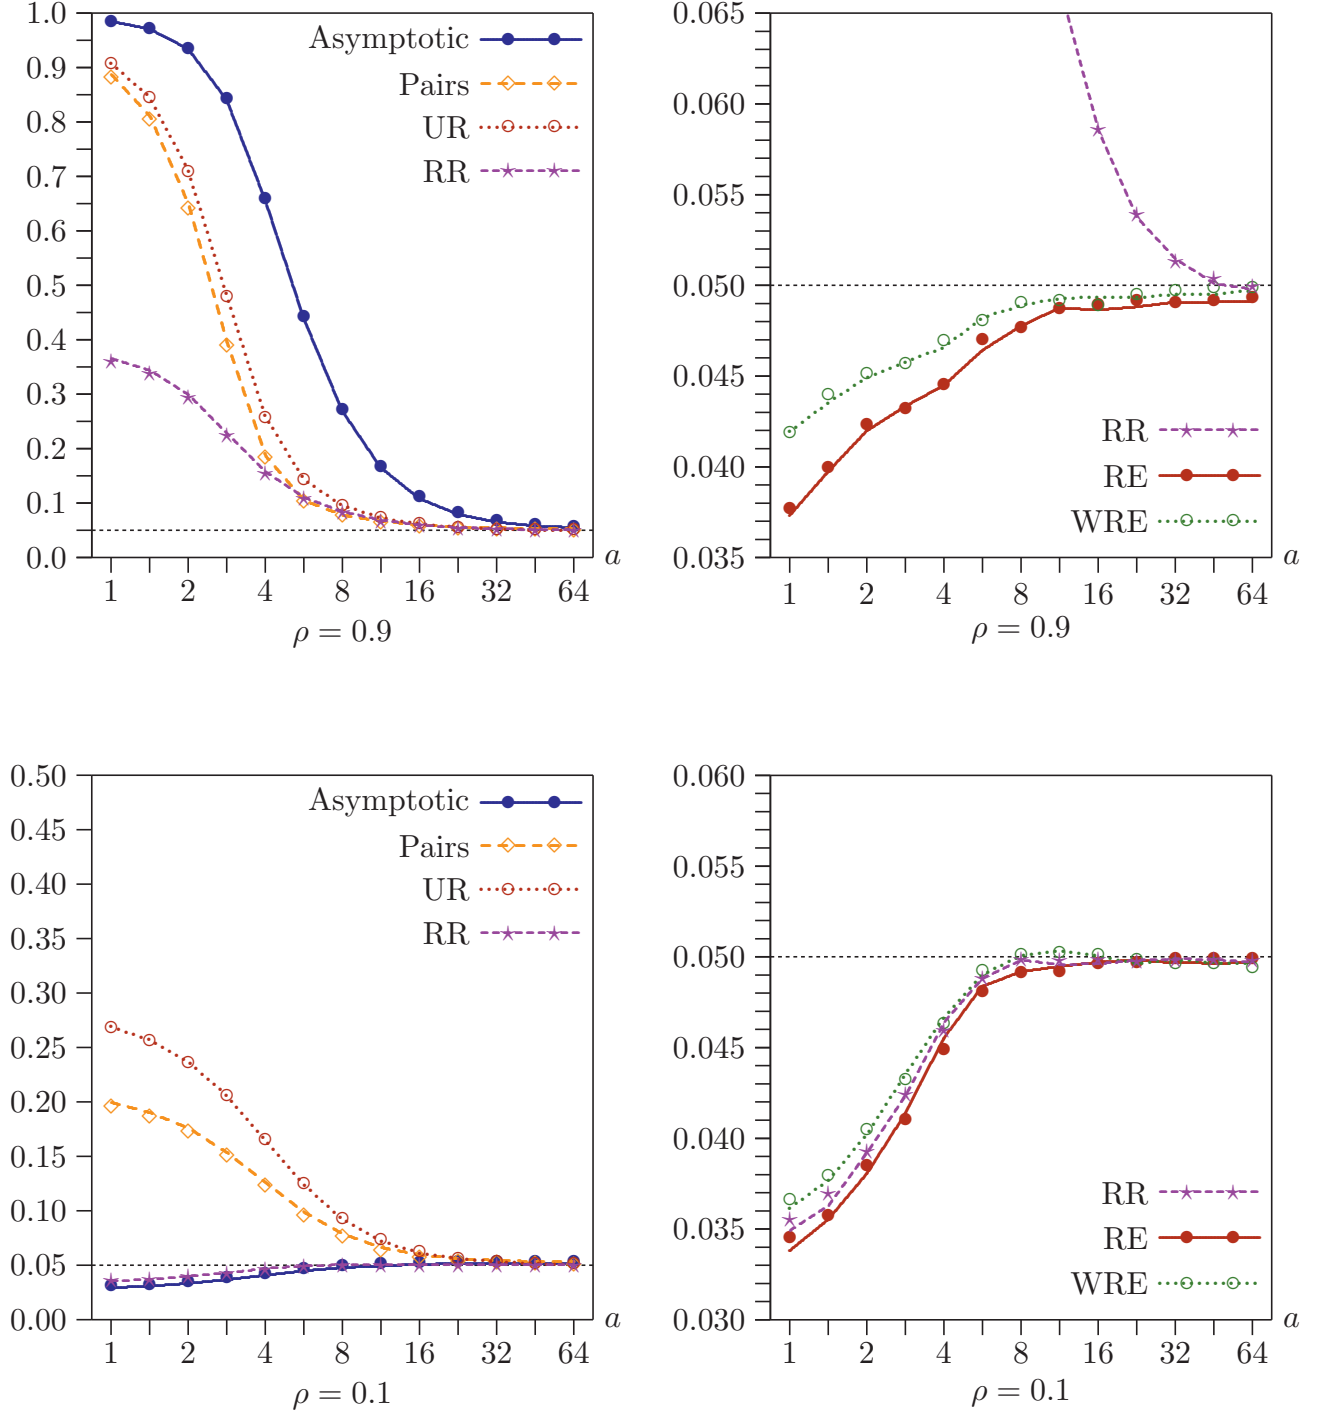 1.0
0.9
0.8
0.7
0.6
0.5
0.4
0.3
0.2
0.1
0.0
Asymptotic
Pairs
UR
RR
1 2 4 8 16 32 64
a
ρ = 0.9
0.065
0.060
0.055
0.050
0.045
0.040
0.035
RR
RE
WRE
1 2 4 8 16 32 64
a
ρ = 0.9
0.50
0.45
0.40
0.35
0.30
0.25
0.20
0.15
0.10
0.05
0.00
Asymptotic
Pairs
UR
RR
1 2 4 8 16 32 64
a
ρ = 0.1
0.060
0.055
0.050
0.045
0.040
0.035
0.030
RR
RE
WRE
1 2 4 8 16 32 64
a
ρ = 0.1